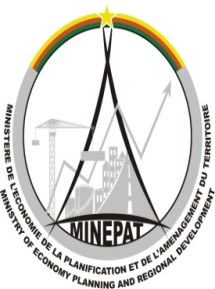 MINEPAT
MINISTERE DE L'ECONOMIE DE LA PLANIFICATION ET DE L'AMENAGEMENT DU TERRITOIRE
MINISTRY OF ECONOMY PLANNING AND REGIONAL DEVELOPMENT